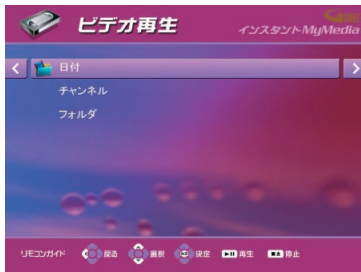 ビデオ再生
インスタントMyMedia
日付
チャンネル
フォルダ
リモコンガイド 戻る 選択 決定 再生 停止